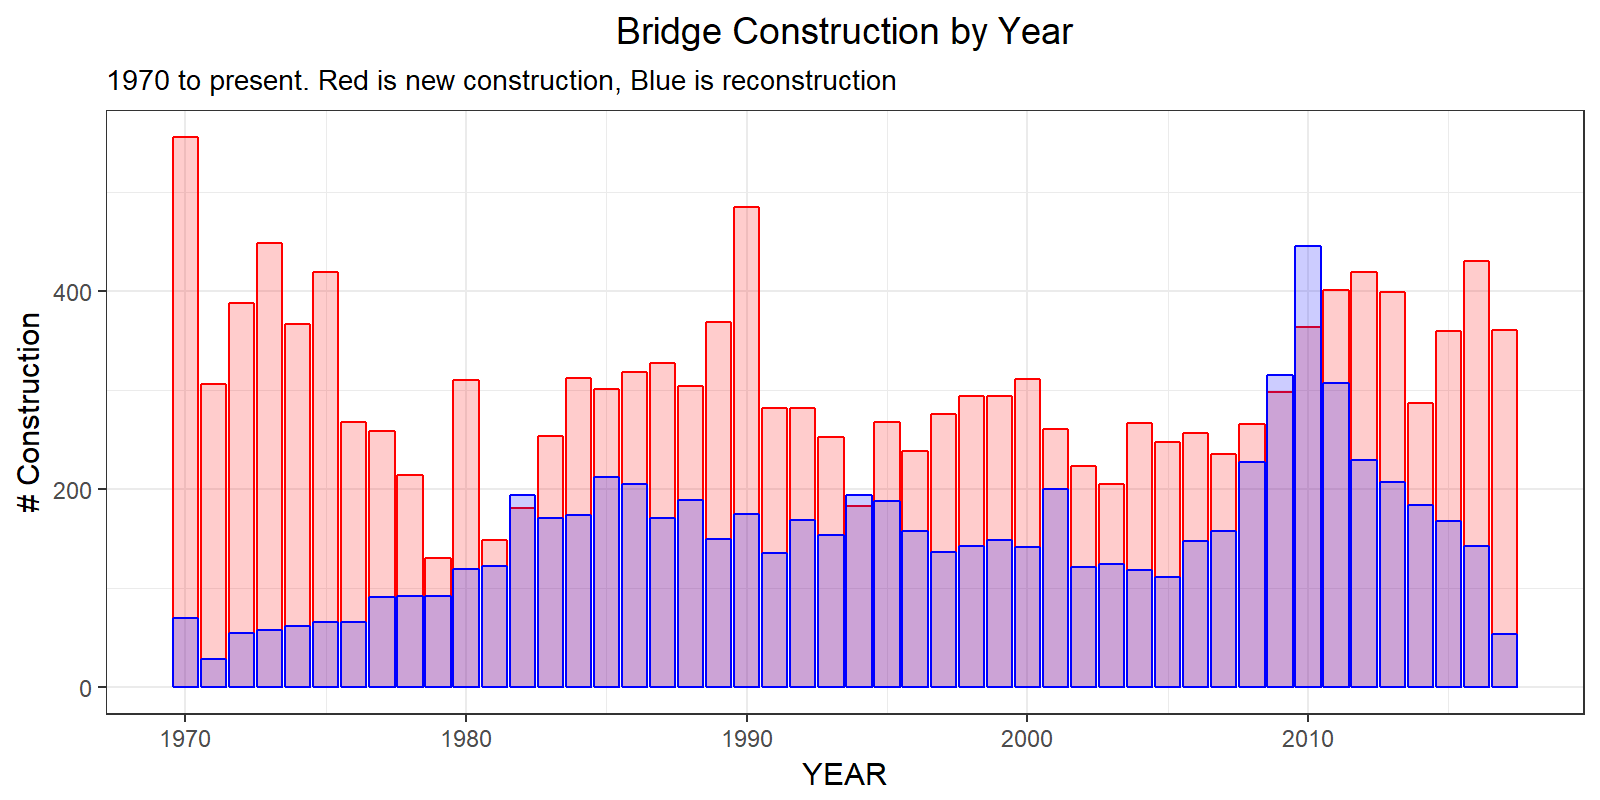 Bridge Construction by Year
1970 to present. Red is new construction, Blue is reconstruction
# Construction
400
200
0
1970 1980 1990 2000 2010
YEAR